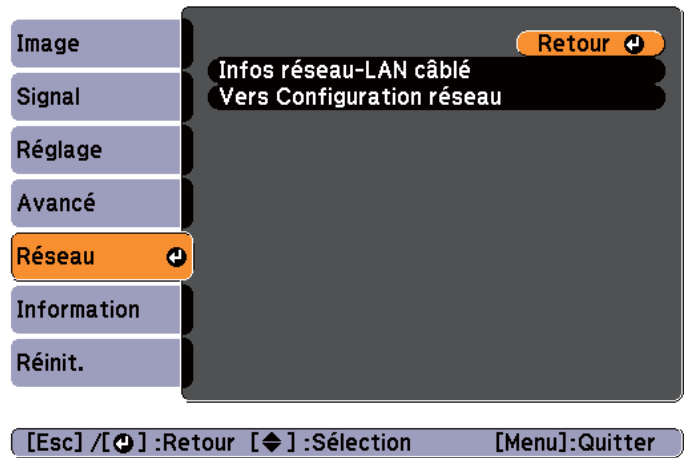 Image
Signal
Réglage
Avancé
Réseau
Information
Réinit.
Retour
Infos réseau-LAN câblé
Vers Configuration réseau
[Esc] /[⏎] :Retour [◆] :Sélection [Menu]:Quitter